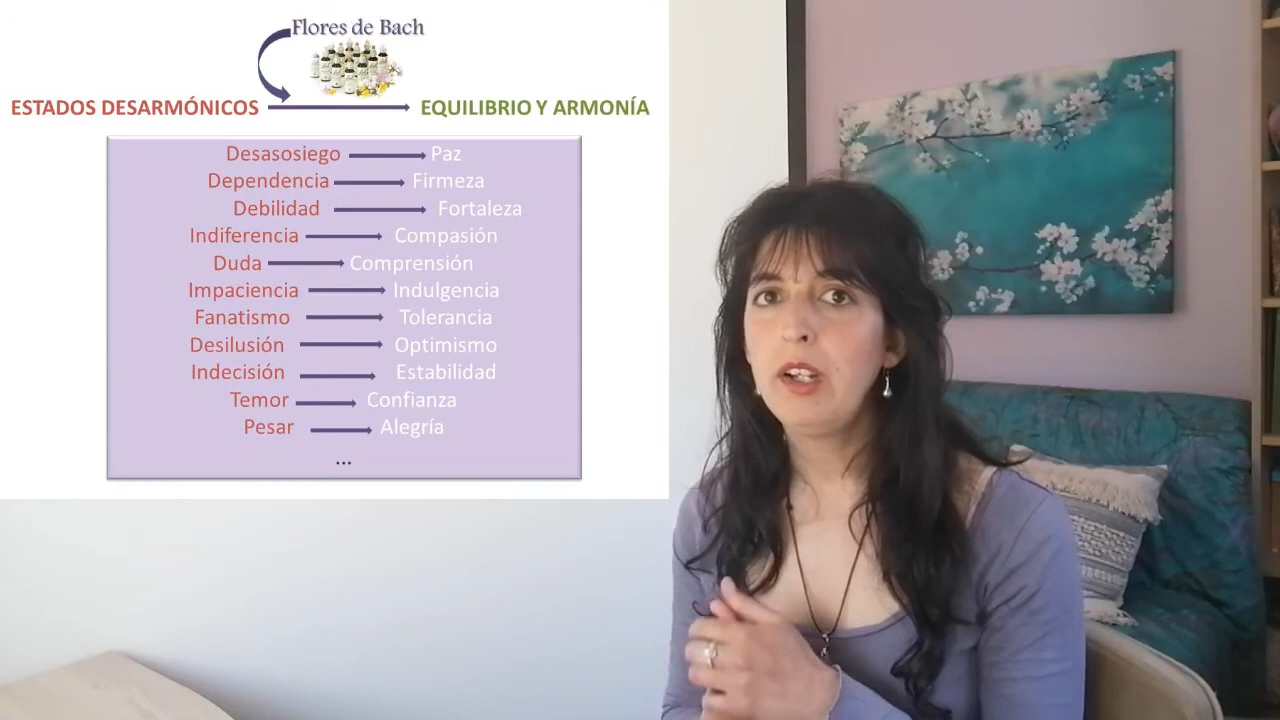 Flores de Bach
ESTADOS DESARMÓNICOS EQUILIBRIO Y ARMONÍA
Desasosiego Paz
Dependencia Firmeza
Debilidad Fortaleza
Indiferencia Compasión
Duda Comprensión
Impaciencia Indulgencia
Fanatismo Tolerancia
Desilusión Optimismo
Indecisión Estabilidad
Temor Confianza
Pesar Alegría
...